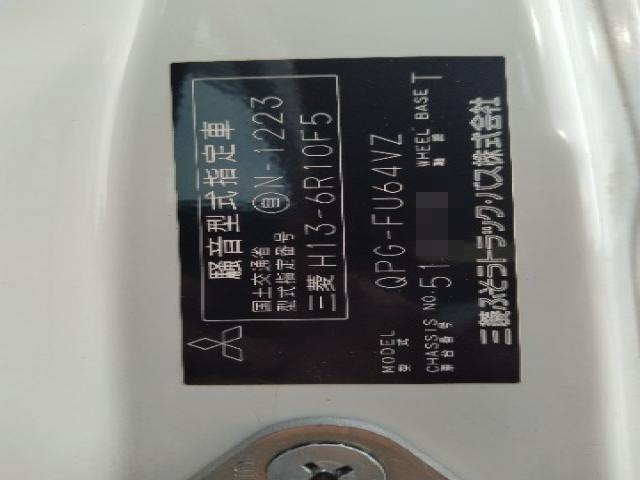 騒音型式指定車
国土交通省
型式指定番号 自N-1223
三菱 H13-6R10F5
MODEL
型式 QPG-FU64VZ
CHASSIS NO. 51
車台番号
WHEEL BASE T
軸距
三菱ふそうトラック・バス株式会社